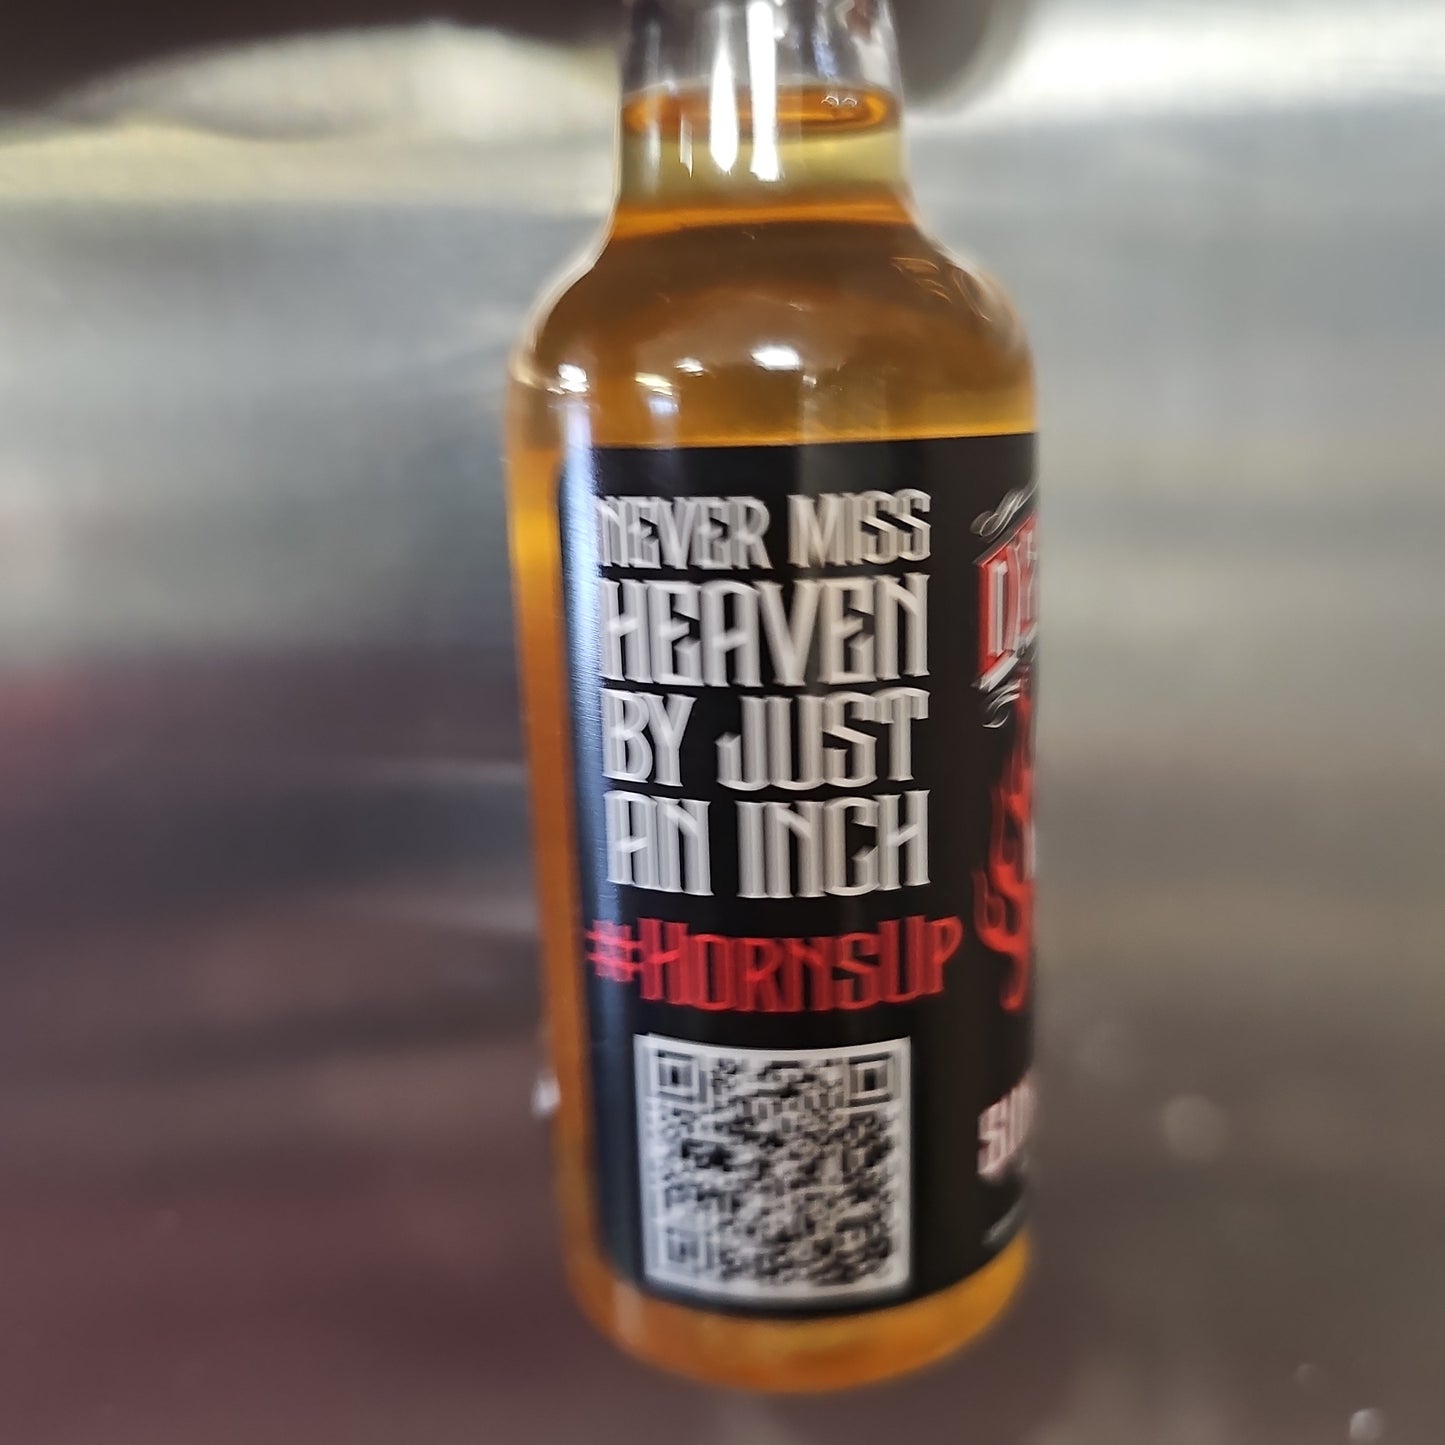 NEVER MISS
HEAVEN
BY JUST
AN INCH
#HORNSUP